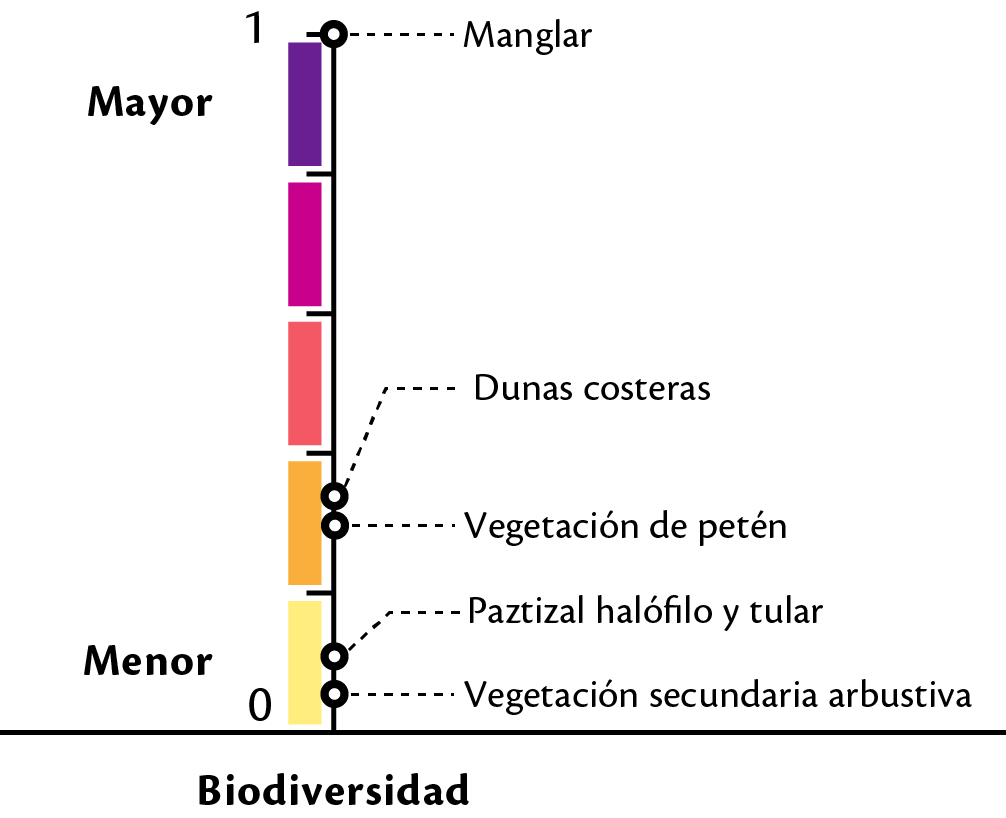 1
Manglar
Mayor
Dunas costeras
Vegetación de petén
Paztizal halófilo y tular
Menor
Vegetación secundaria arbustiva
0
Biodiversidad